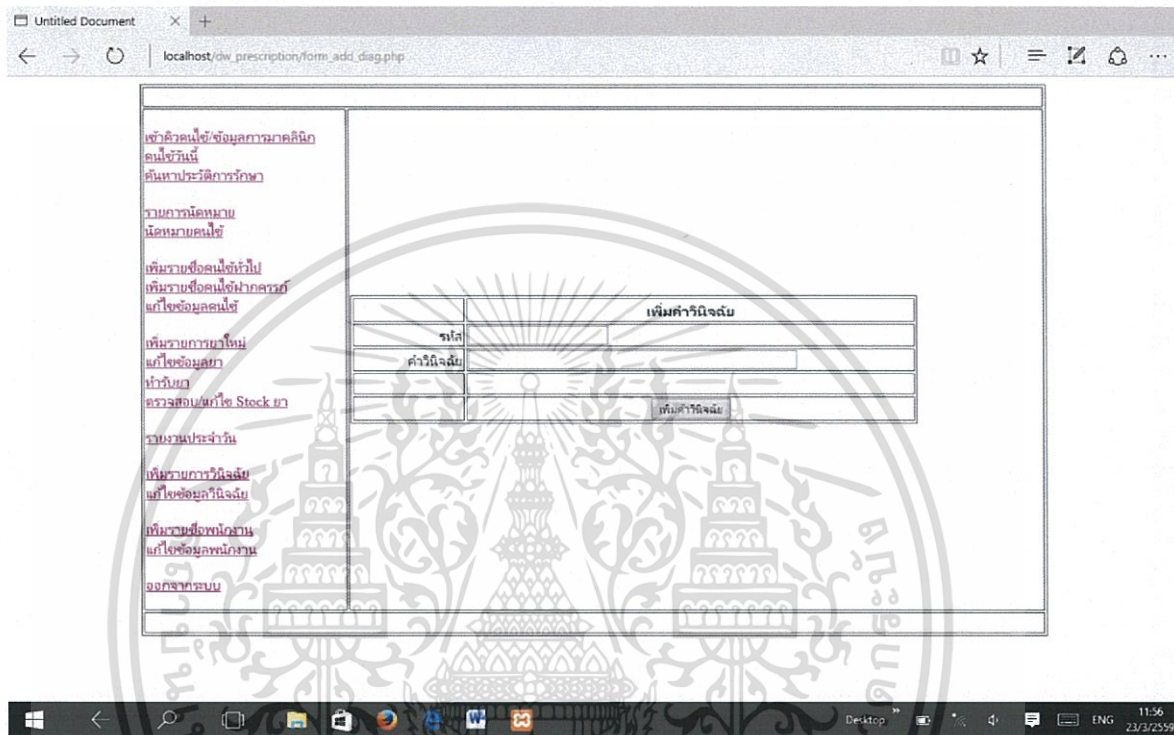 Untitled Document
localhost/dw_prescription/form_add_diag.php
เข้าคิวคนไข้/ข้อมูลการมาคลินิก
คนไข้วันนี้
ค้นหาประวัติการรักษา
รายการนัดหมาย
นัดหมายคนไข้
เพิ่มรายชื่อคนไข้ทั่วไป
เพิ่มรายชื่อคนไข้ฝากครรภ์
แก้ไขข้อมูลคนไข้
เพิ่มรายการยาใหม่
แก้ไขข้อมูลยา
ทำรับยา
ตรวจสอบ/แก้ไข Stock ยา
รายงานประจำวัน
เพิ่มรายการวินิจฉัย
แก้ไขข้อมูลวินิจฉัย
เพิ่มรายชื่อพนักงาน
แก้ไขข้อมูลพนักงาน
ออกจากระบบ
เพิ่มคำวินิจฉัย
รหัส
คำวินิจฉัย
เพิ่มคำวินิจฉัย
Desktop
ENG
11:56
23/3/2559